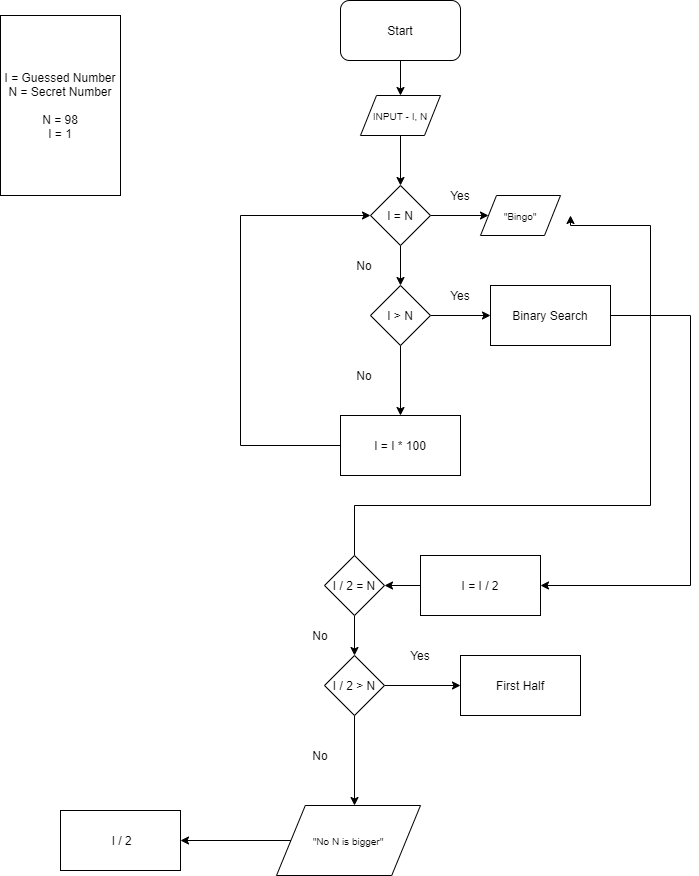 Start
I = Guessed Number
N = Secret Number
N = 98
I = 1
INPUT - I, N
Yes
I = N
"Bingo"
No
Yes
I > N
Binary Search
No
I = I * 100
I / 2 = N
I = I / 2
No
Yes
I / 2 > N
First Half
No
I / 2
"No N is bigger"